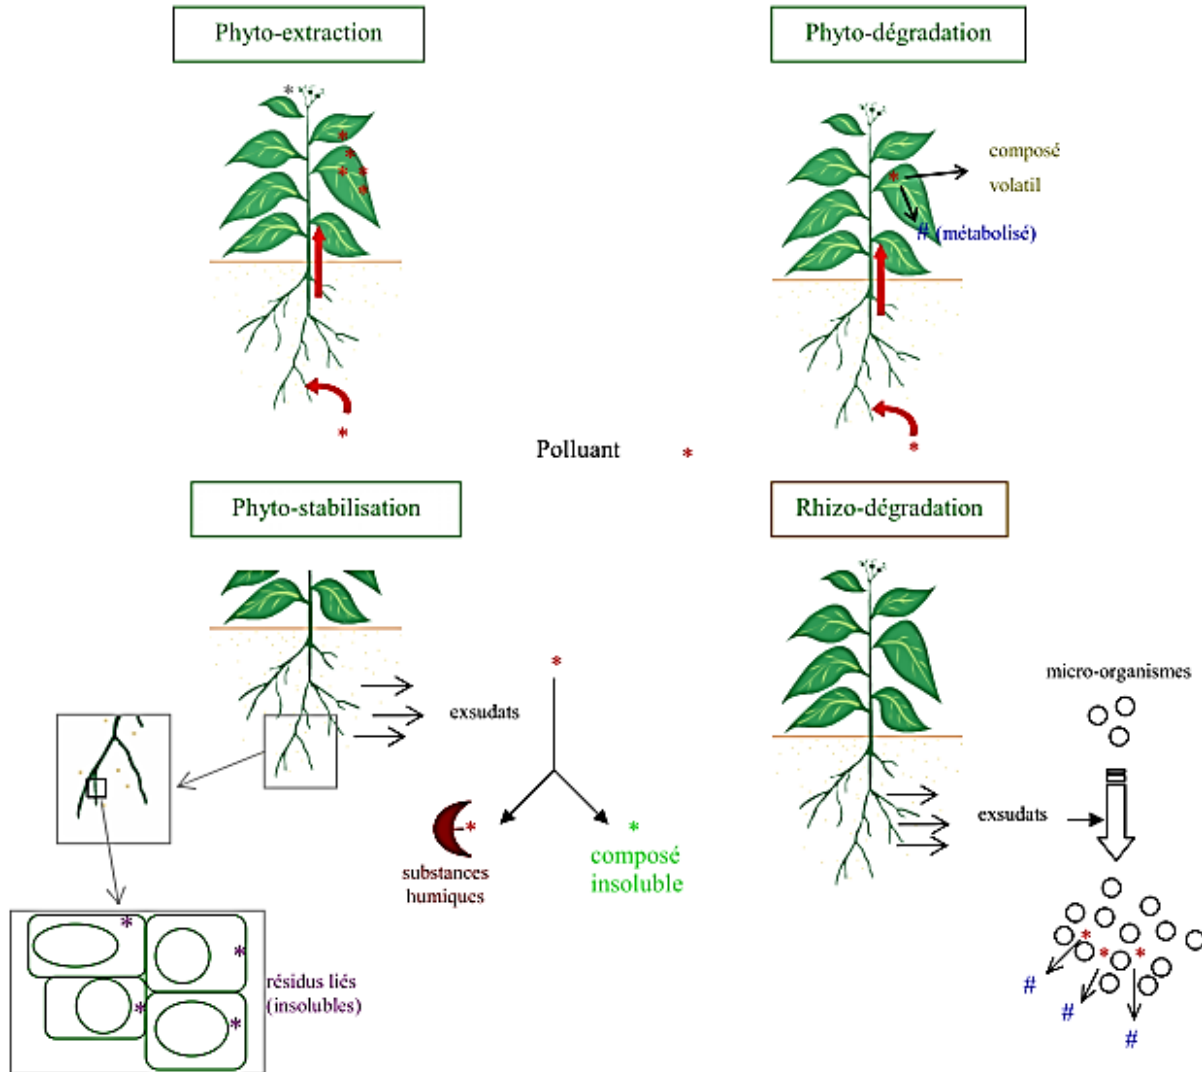 Phyto-extraction
*
*
*
*
*
*
*
Phyto-dégradation
*
composé
volatil
# (métabolisé)
*
Polluant *
Phyto-stabilisation
exsudats
*
*
substances
humiques
*
composé
insoluble
*
*
*
*
résidus liés
(insolubles)
Rhizo-dégradation
micro-organismes
exsudats
*
*
*
#
#
#